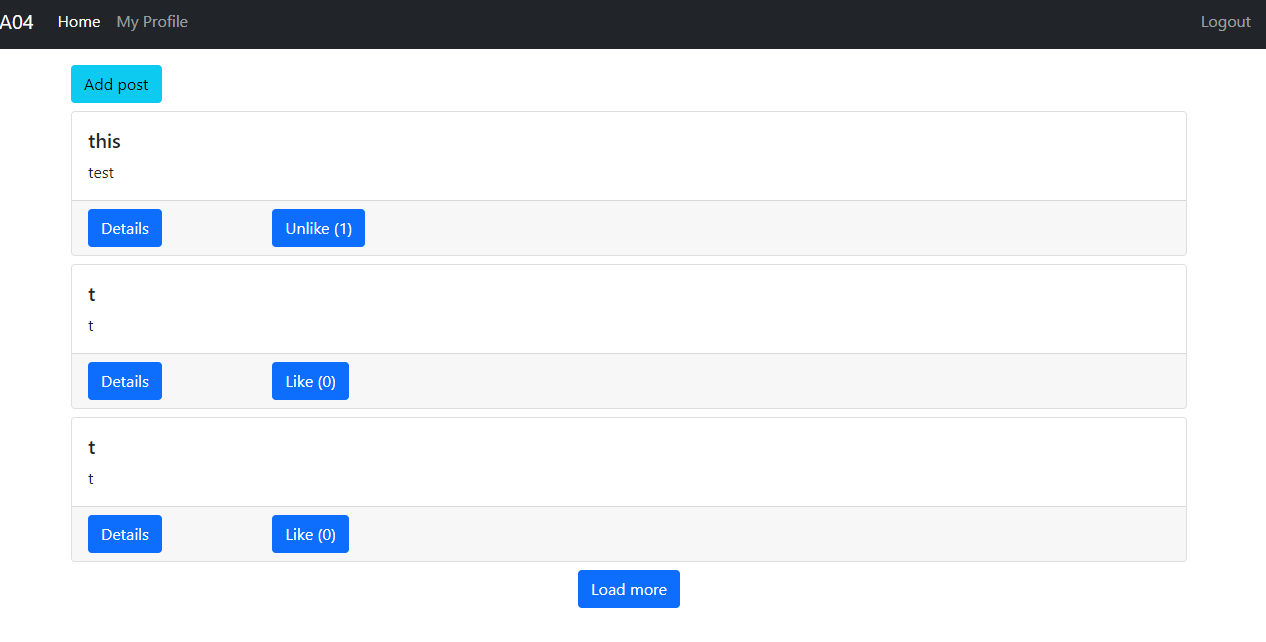 A04 Home My Profile Logout
Add post
this
test
Details Unlike (1)
t
t
Details Like (0)
t
t
Details Like (0)
Load more